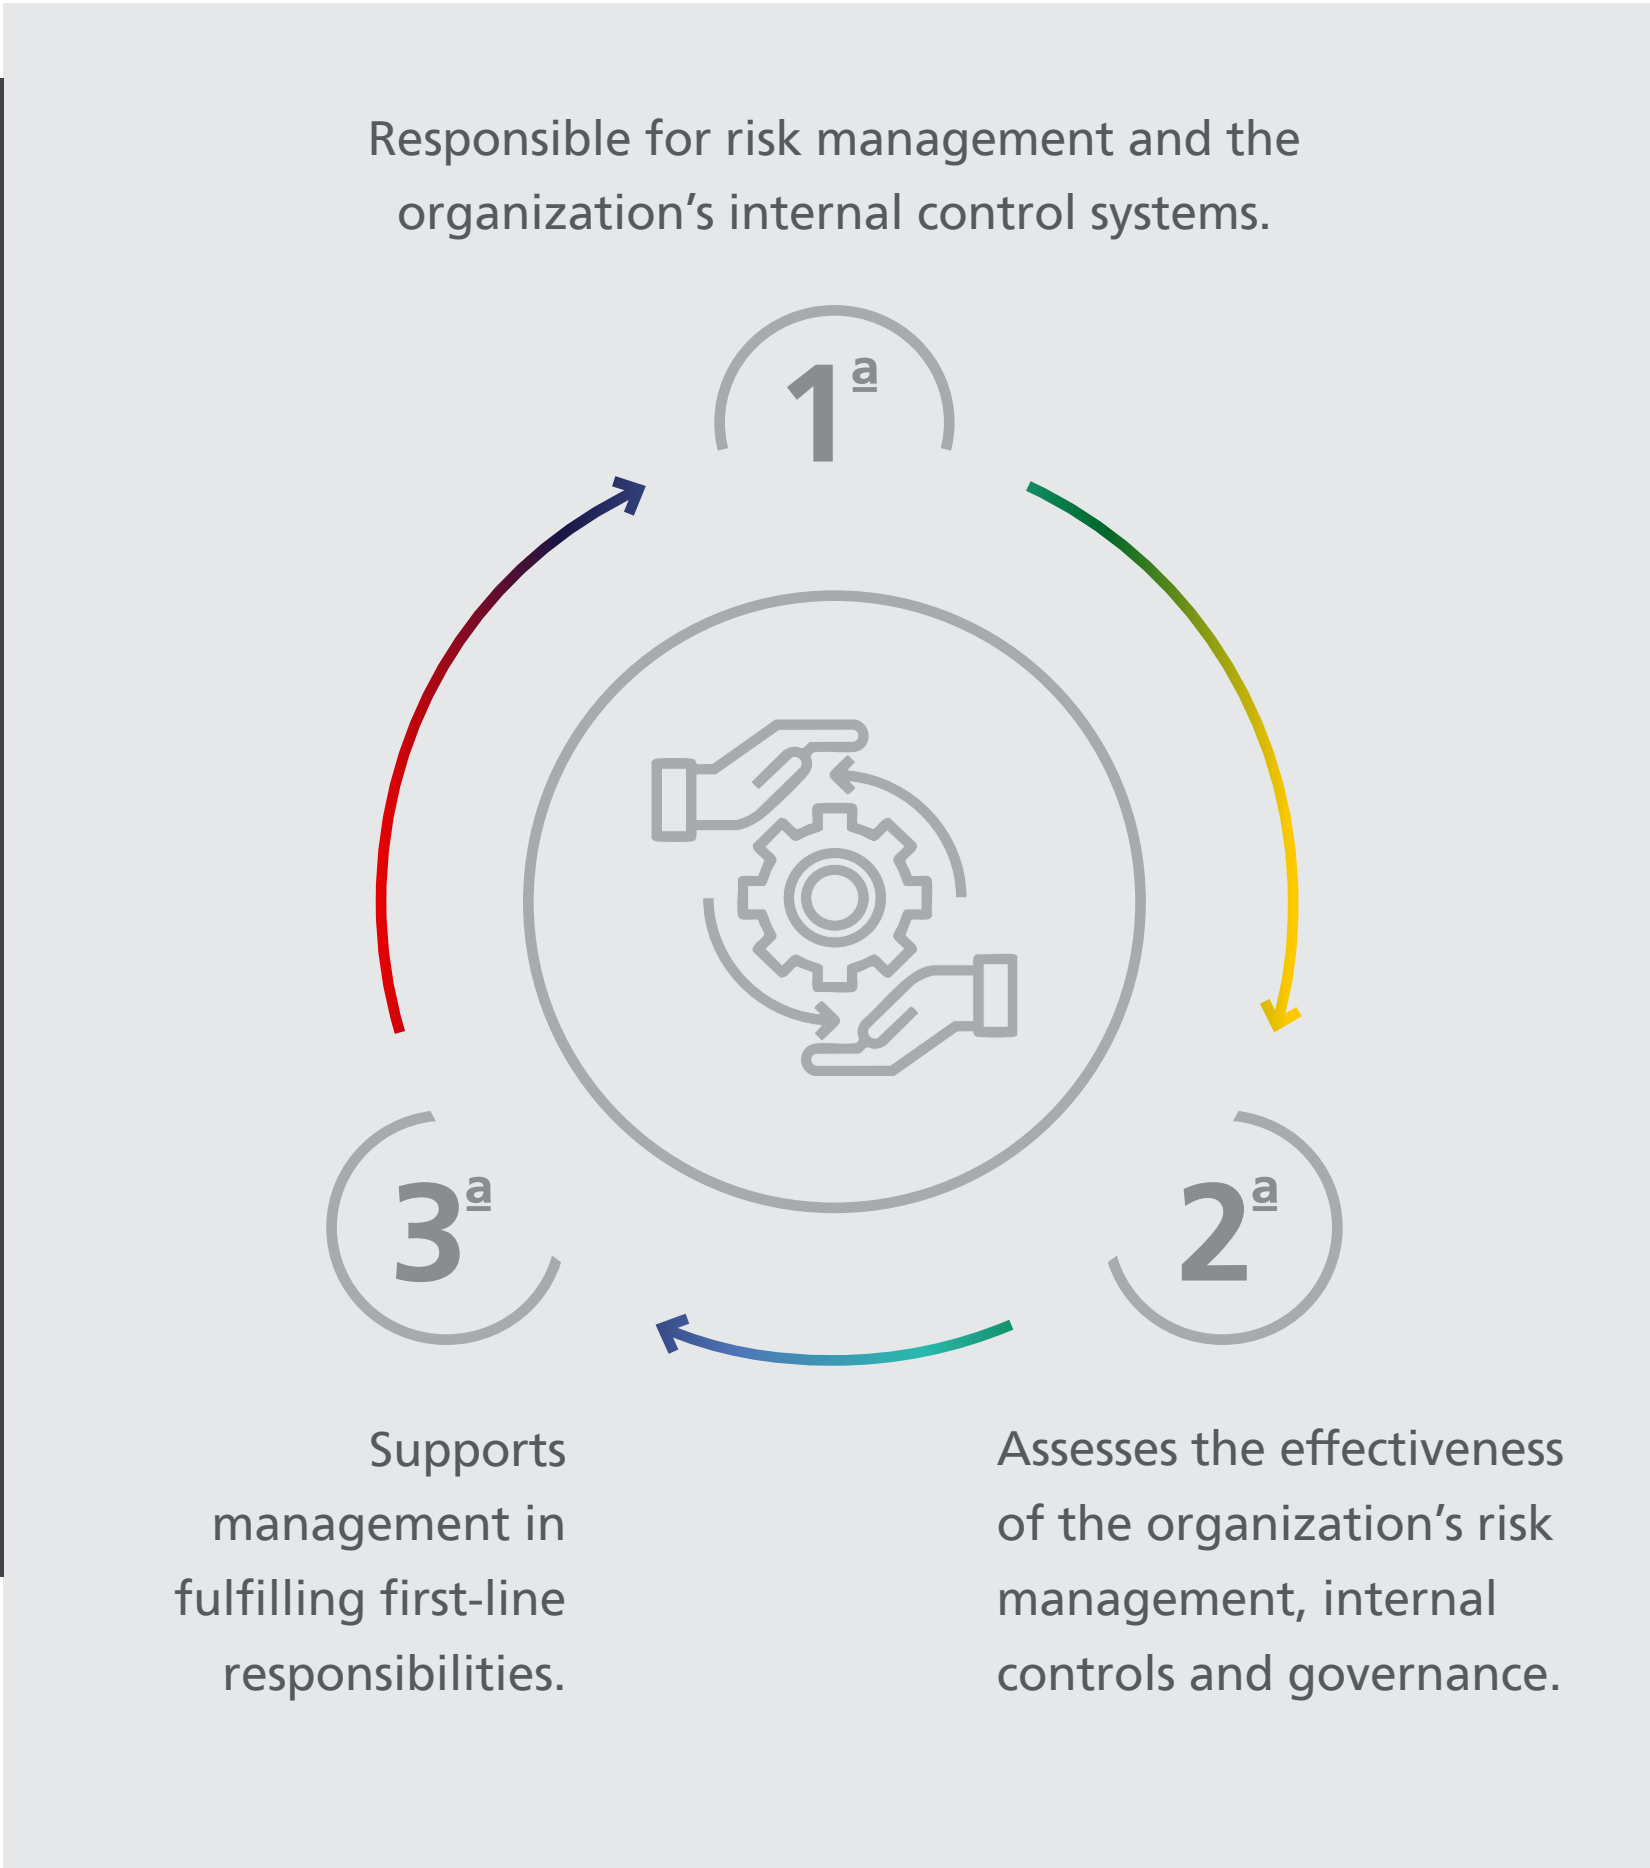 Responsible for risk management and the
organization’s internal control systems.
1ª
3ª
2ª
Supports
management in
fulfilling first-line
responsibilities.
Assesses the effectiveness
of the organization’s risk
management, internal
controls and governance.